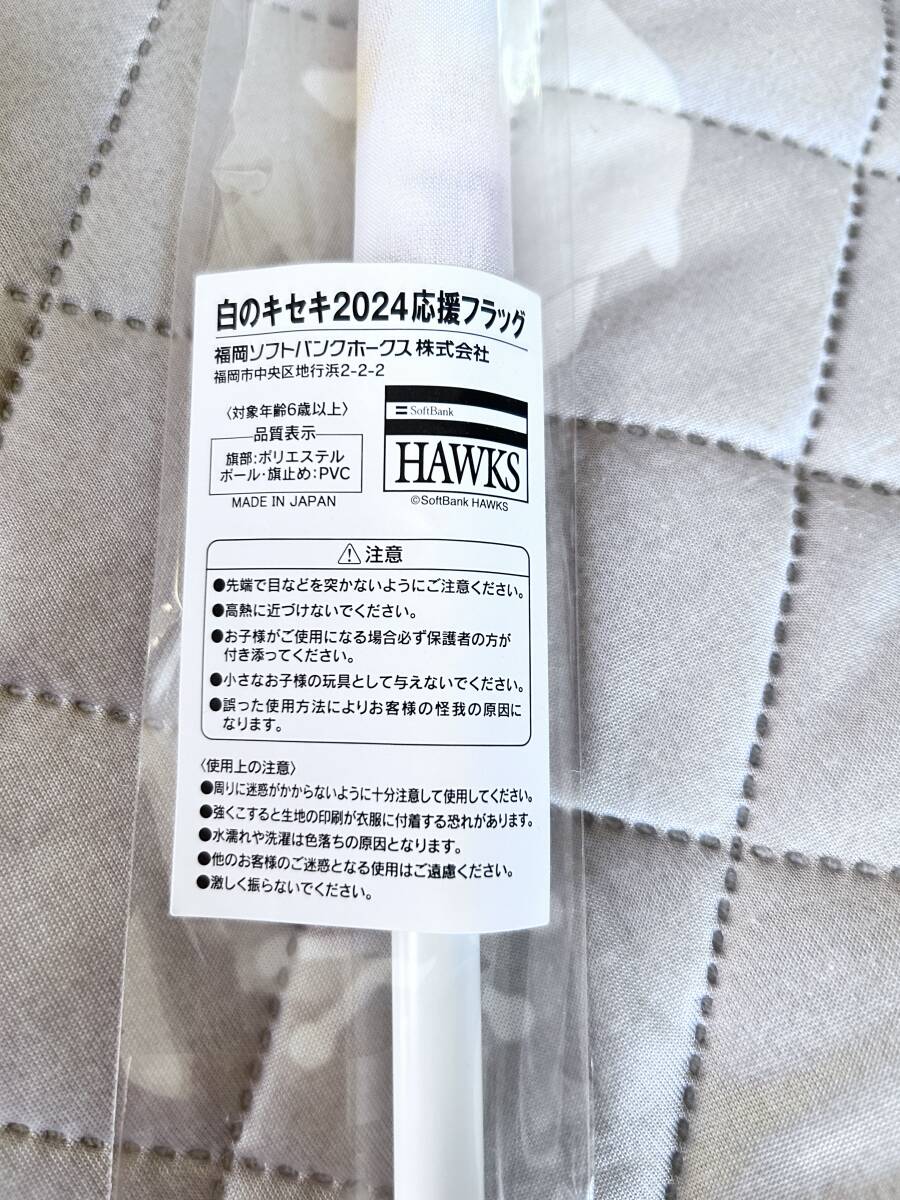 白のキセキ2024応援フラッグ
福岡ソフトバンクホークス株式会社
福岡市中央区地行浜2-2-2
〈対象年齢6歳以上〉
品質表示
旗部:ポリエステル
ポール・旗止め:PVC
MADE IN JAPAN
SoftBank
HAWKS
©SoftBank HAWKS
⚠注意
●先端で目などを突かないようにご注意ください。
●高熱に近づけないでください。
●お子様がご使用になる場合必ず保護者の方が
付き添ってください。
●小さなお子様の玩具として与えないでください。
●誤った使用方法によりお客様の怪我の原因に
なります。
〈使用上の注意〉
●周りに迷惑がかからないように十分注意して使用してください。
●強くこすると生地の印刷が衣服に付着する恐れがあります。
●水濡れや洗濯は色落ちの原因となります。
●他のお客様のご迷惑となる使用はご遠慮ください。
●激しく振らないでください。